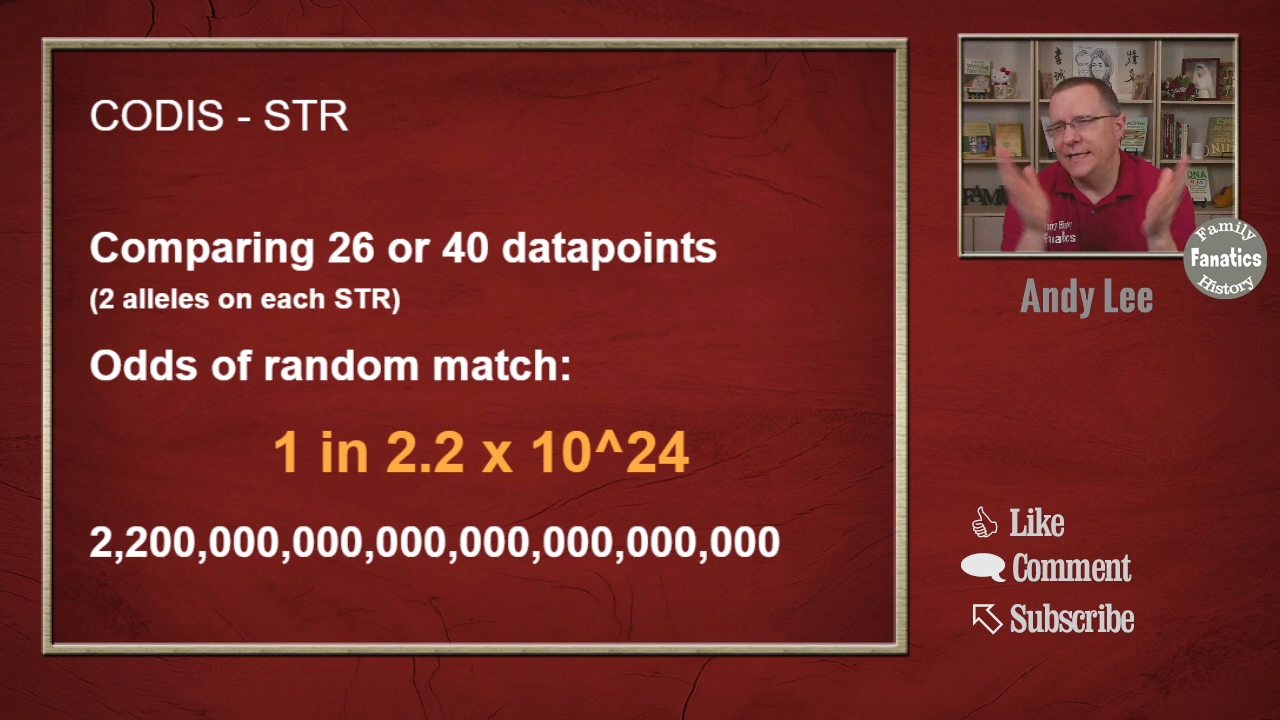 CODIS - STR
Comparing 26 or 40 datapoints
(2 alleles on each STR)
Odds of random match:
1 in 2.2 x 10^24
2,200,000,000,000,000,000,000,000
Family
Fanatics
History
Andy Lee
Like
Comment
Subscribe